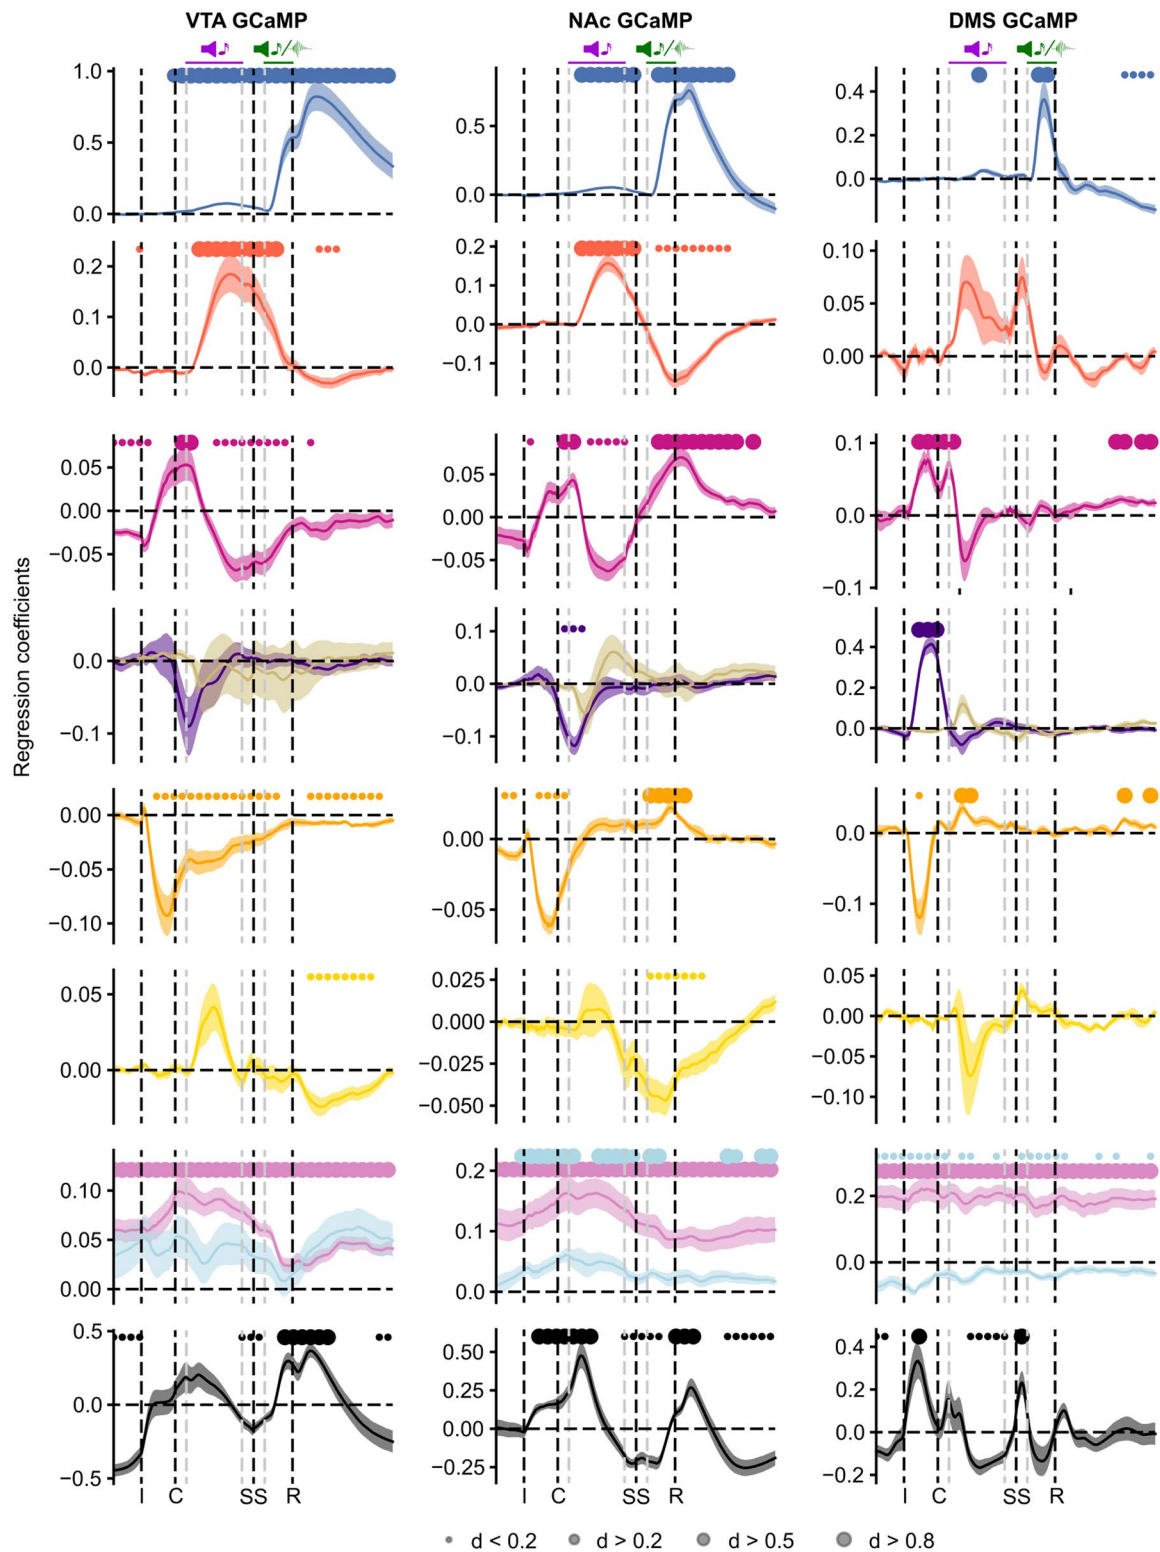 VTA GCaMP NAc GCaMP DMS GCaMP
1.0 0.5 0.0
0.5 0.0
0.4 0.2 0.0
0.2 0.1 0.0
0.2 0.1 0.0 −0.1
0.10 0.05 0.00
0.05 0.00 −0.05
0.05 0.00 −0.05
0.1 0.0 −0.1
Regression coefficients
0.0 −0.1
0.1 0.0 −0.1
0.4 0.2 0.0
0.00 −0.05 −0.10
0.00 −0.05
0.0 −0.1
0.05 0.00
0.025 0.000 −0.025 −0.050
0.05 0.00 −0.05 −0.10
0.10 0.05 0.00
0.2 0.1 0.0
0.2 0.0
0.5 0.0 −0.5
0.50 0.25 0.00 −0.25
0.4 0.2 0.0 −0.2
I C SS R I C SS R I C SS R
d < 0.2 d > 0.2 d > 0.5 d > 0.8